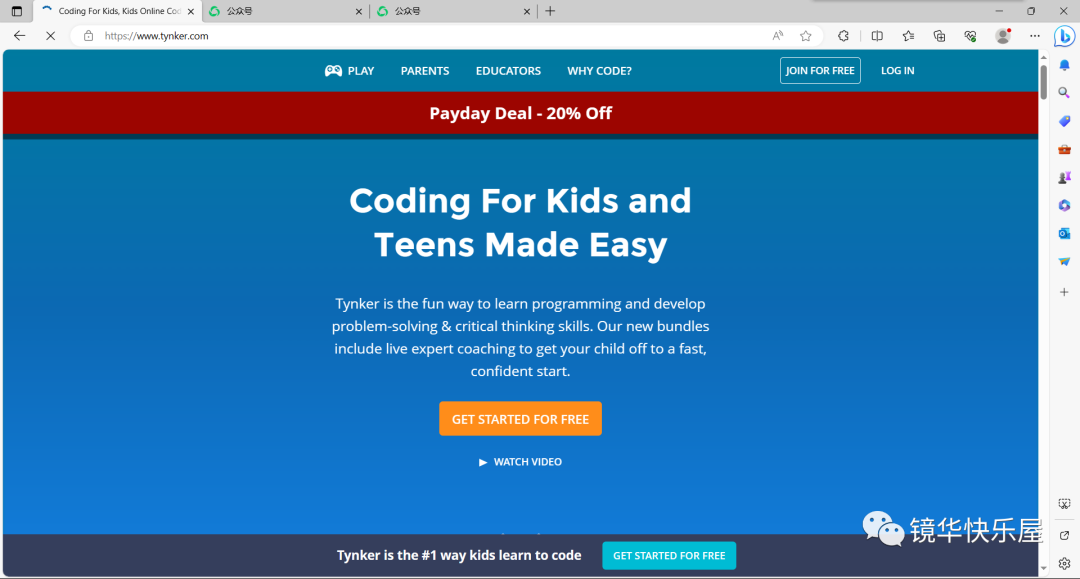 Coding For Kids, Kids Online Cod
公众号
公众号
https://www.tynker.com
PLAY
PARENTS
EDUCATORS
WHY CODE?
JOIN FOR FREE
LOG IN
Payday Deal - 20% Off
Coding For Kids and
Teens Made Easy
Tynker is the fun way to learn programming and develop
problem-solving & critical thinking skills. Our new bundles
include live expert coaching to get your child off to a fast,
confident start.
GET STARTED FOR FREE
WATCH VIDEO
Tynker is the #1 way kids learn to code
GET STARTED FOR FREE
镜华快乐屋